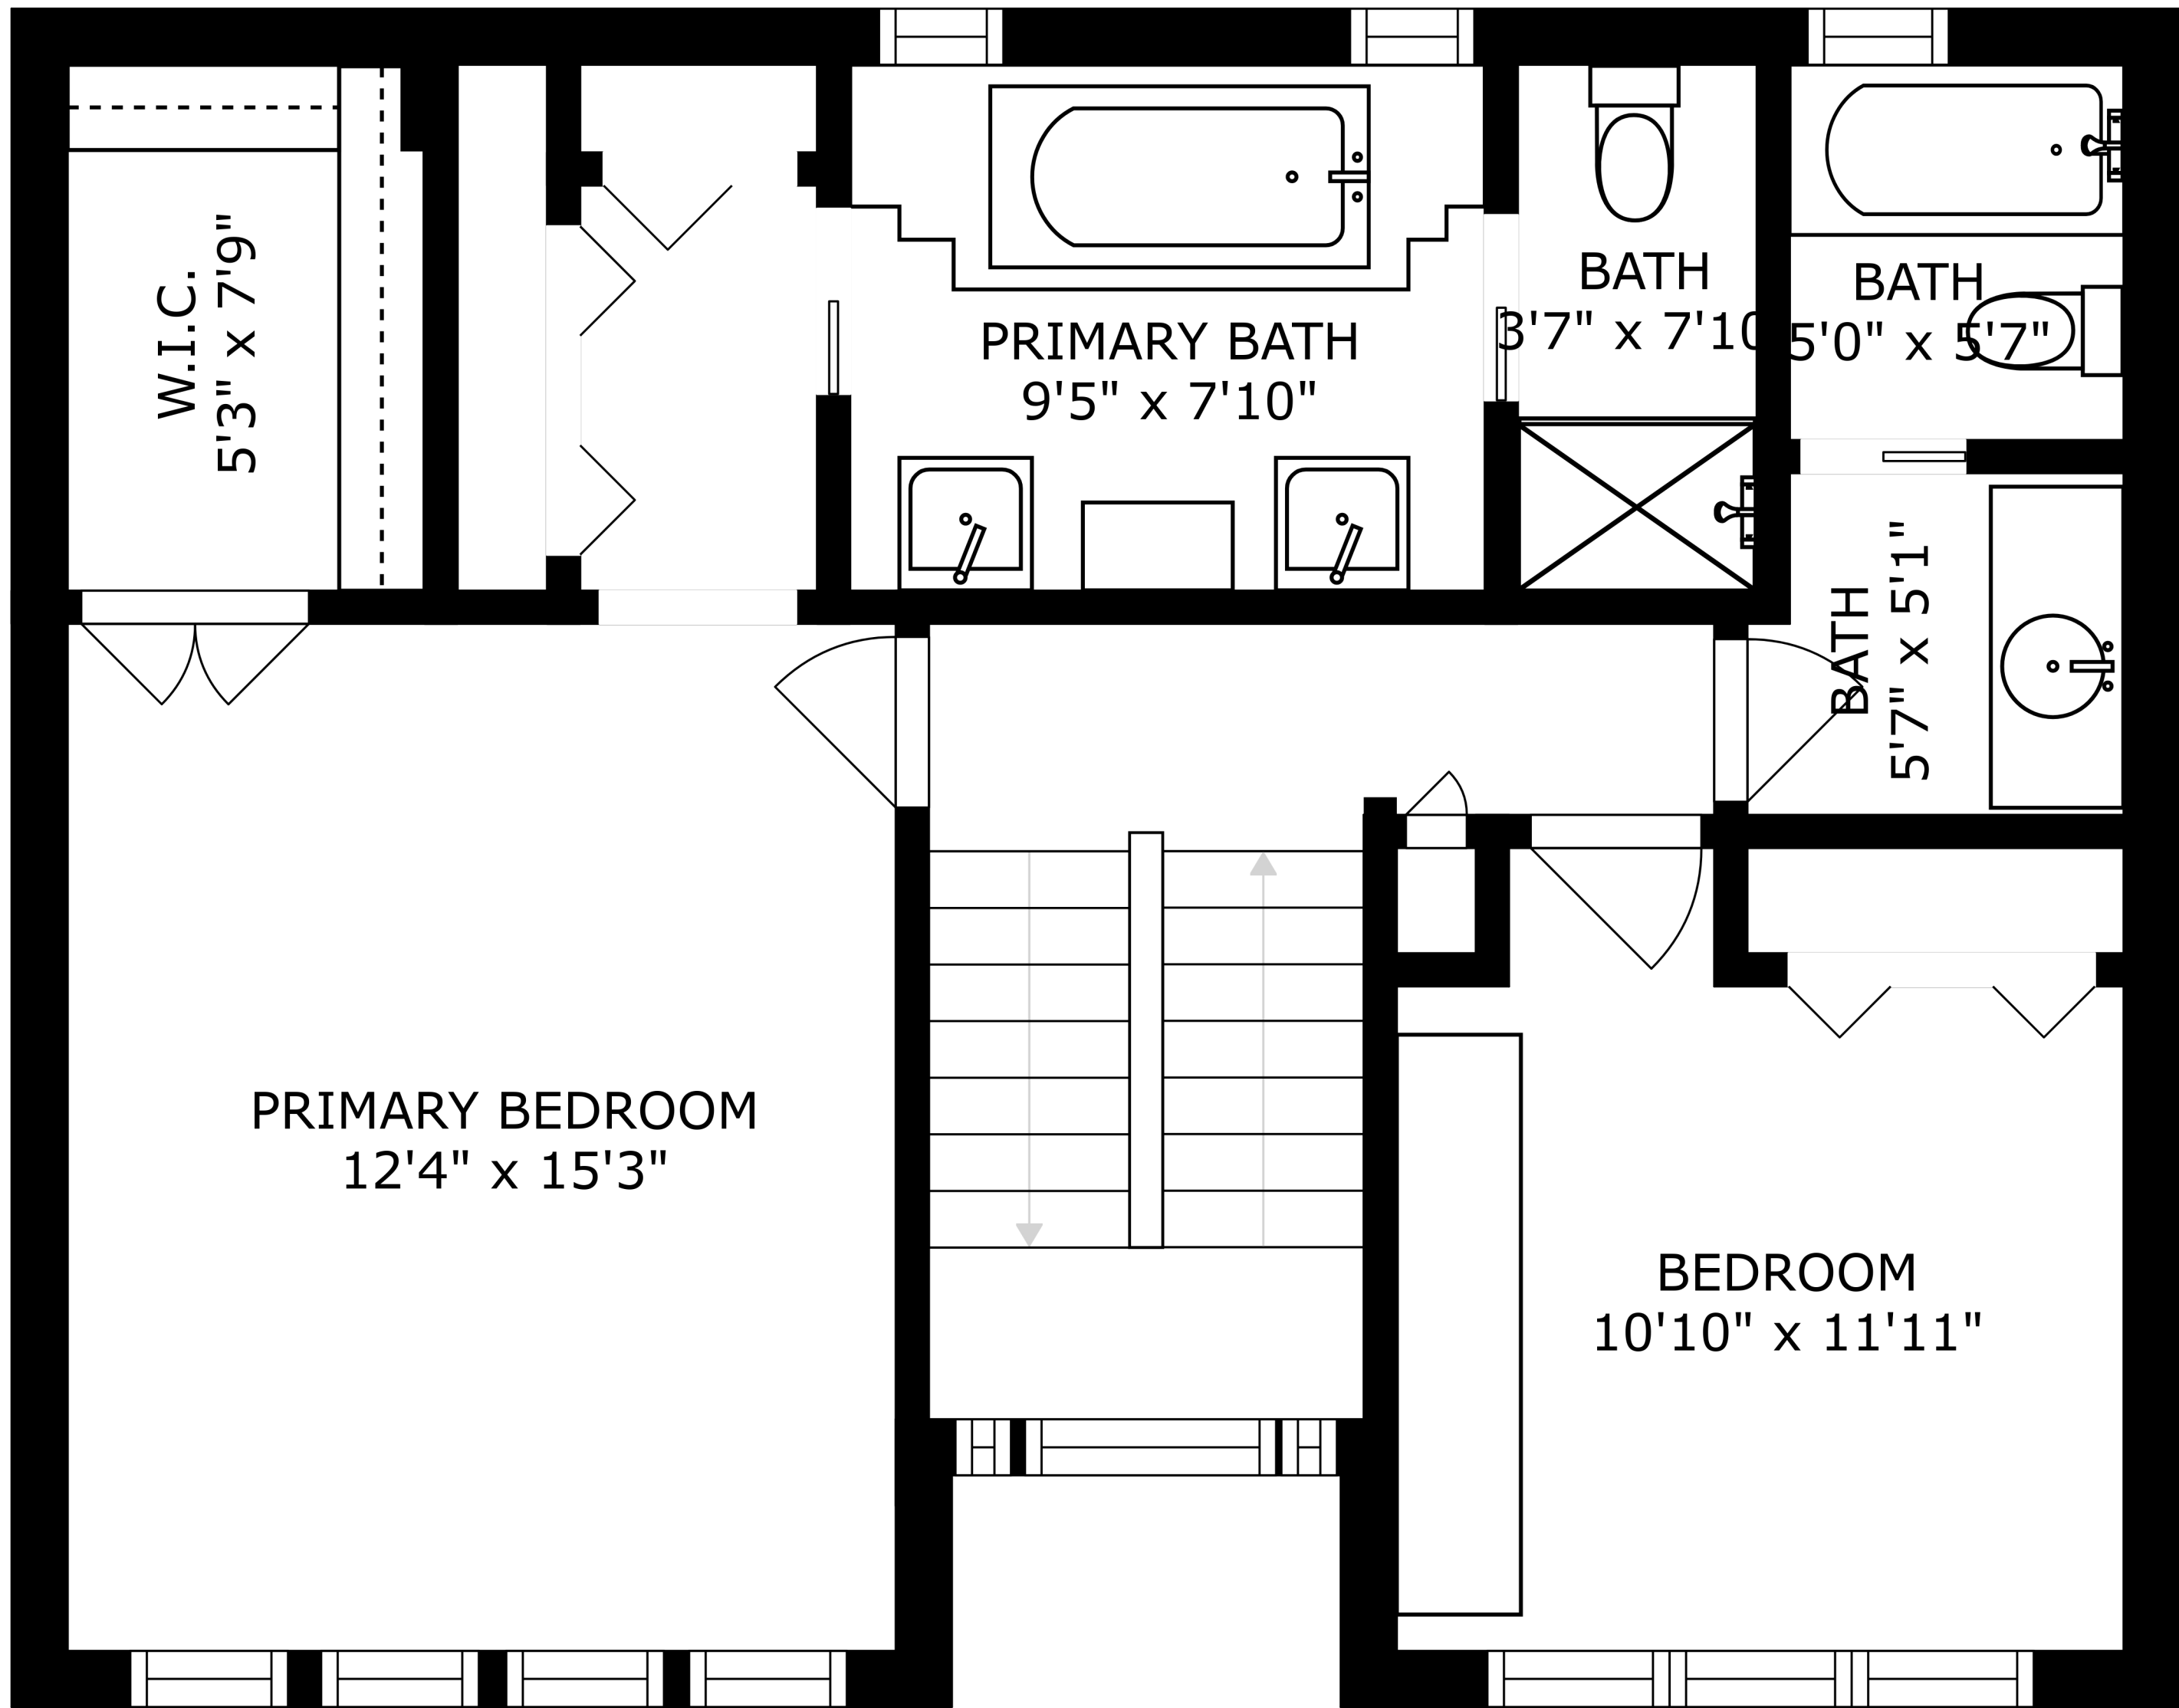 W.I.C.
5'3" x 7'9"
PRIMARY BATH
9'5" x 7'10"
BATH
3'7" x 7'10
BATH
5'0" x 5'7"
BATH
5'7" x 5'1"
PRIMARY BEDROOM
12'4" x 15'3"
BEDROOM
10'10" x 11'11"